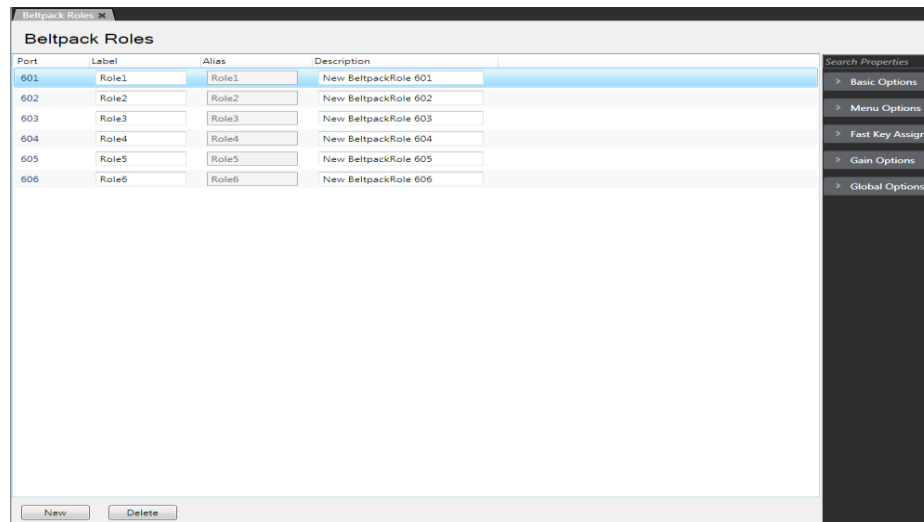 Beltpack Roles ×
Beltpack Roles
Port Label Alias Description
601 Role1 Role1 New BeltpackRole 601
602 Role2 Role2 New BeltpackRole 602
603 Role3 Role3 New BeltpackRole 603
604 Role4 Role4 New BeltpackRole 604
605 Role5 Role5 New BeltpackRole 605
606 Role6 Role6 New BeltpackRole 606
Search Properties
> Basic Options
> Menu Options
> Fast Key Assign
> Gain Options
> Global Options
New Delete